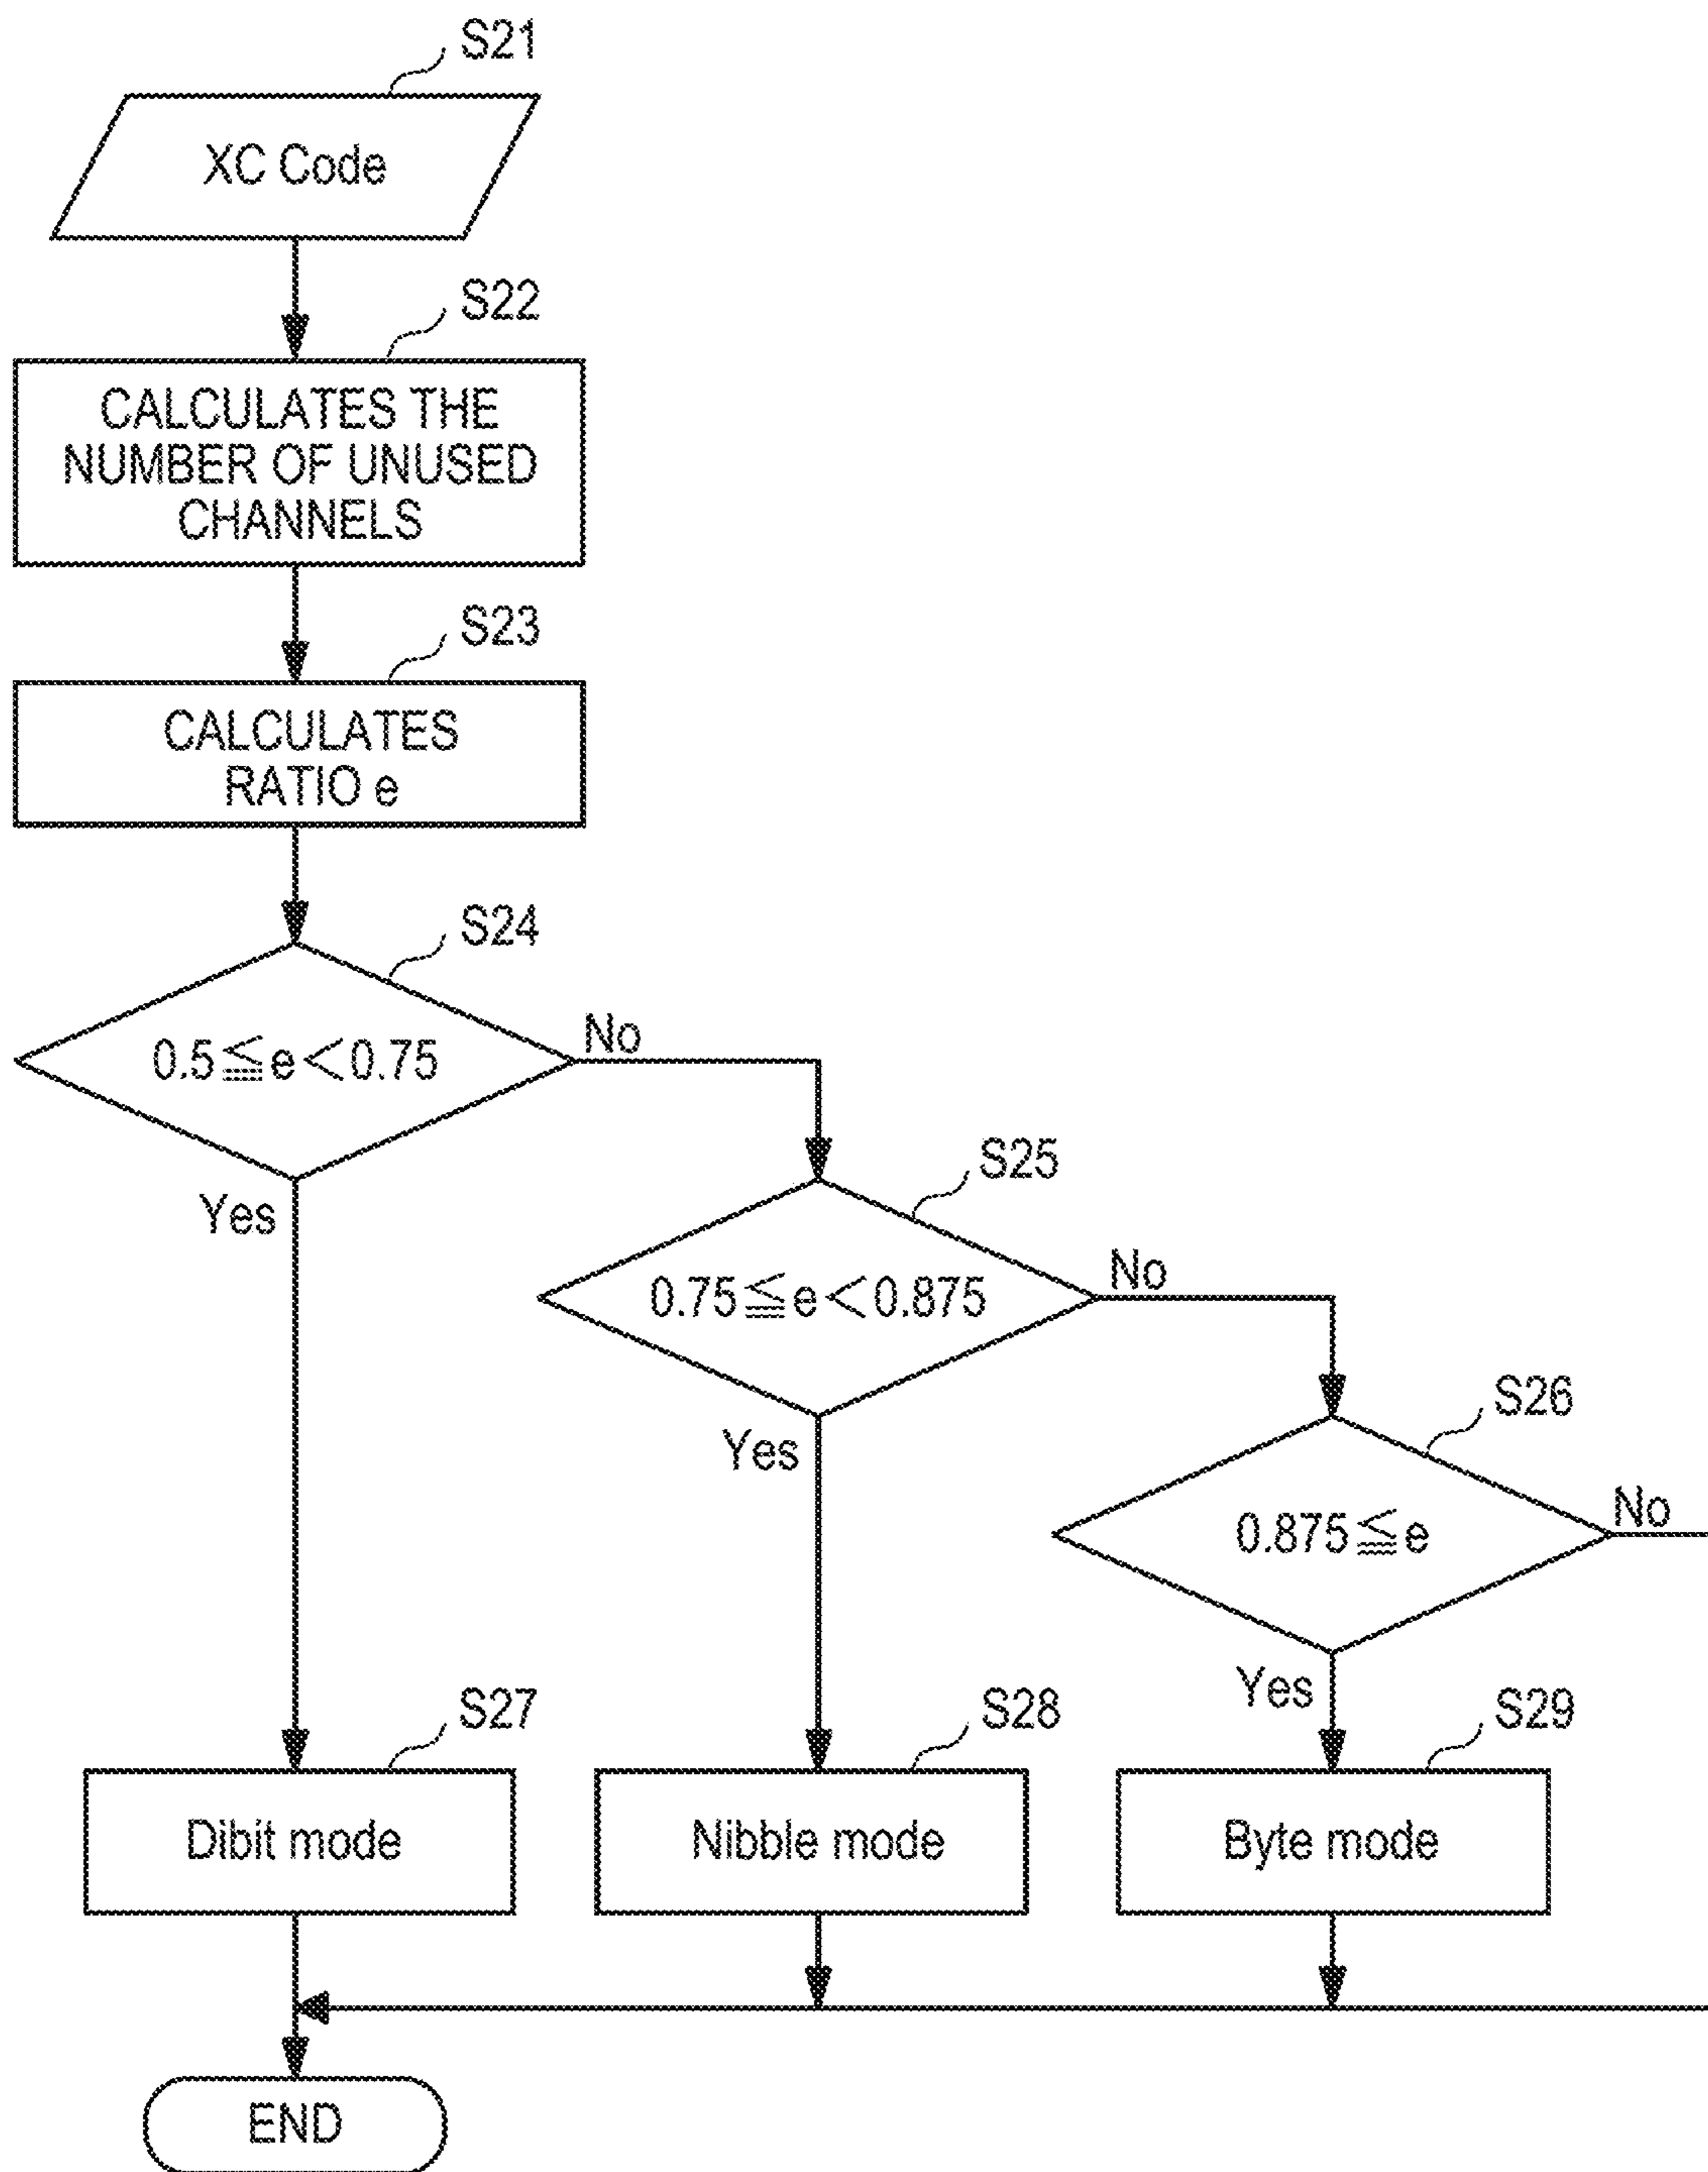 S21
XC Code
S22
CALCULATES THE
NUMBER OF UNUSED
CHANNELS
S23
CALCULATES
RATIO e
S24
0.5≦e<0.75
No
Yes
S25
0.75≦e<0.875
No
Yes
S26
0.875≦e
No
Yes
S27
Dibit mode
S28
Nibble mode
S29
Byte mode
END